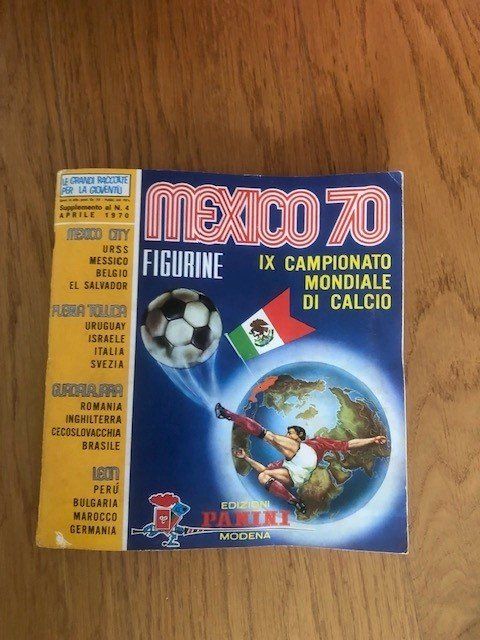 LE GRANDI RACCOLTE
PER LA GIOVENTÙ
Supplemento al N. 4
APRILE 1970
MEXICO CITY
URSS
MESSICO
BELGIO
EL SALVADOR
PUEBLA TOLUCA
URUGUAY
ISRAELE
ITALIA
SVEZIA
GUADALAJARA
ROMANIA
INGHILTERRA
CECOSLOVACCHIA
BRASILE
LEON
PERÚ
BULGARIA
MAROCCO
GERMANIA
MEXICO 70
FIGURINE
IX CAMPIONATO
MONDIALE
DI CALCIO
EDIZIONI
PANINI
MODENA